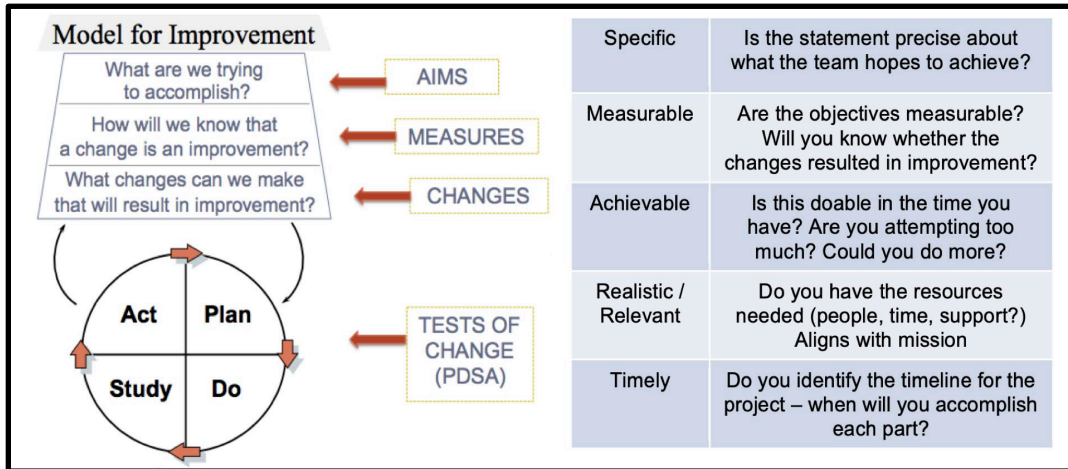 Model for Improvement
What are we trying
to accomplish?
How will we know that
a change is an improvement?
What changes can we make
that will result in improvement?
AIMS
MEASURES
CHANGES
Act
Plan
Study
Do
TESTS OF
CHANGE
(PDSA)
Specific
Is the statement precise about
what the team hopes to achieve?
Measurable
Are the objectives measurable?
Will you know whether the
changes resulted in improvement?
Achievable
Is this doable in the time you
have? Are you attempting too
much? Could you do more?
Realistic /
Relevant
Do you have the resources
needed (people, time, support?)
Aligns with mission
Timely
Do you identify the timeline for the
project – when will you accomplish
each part?